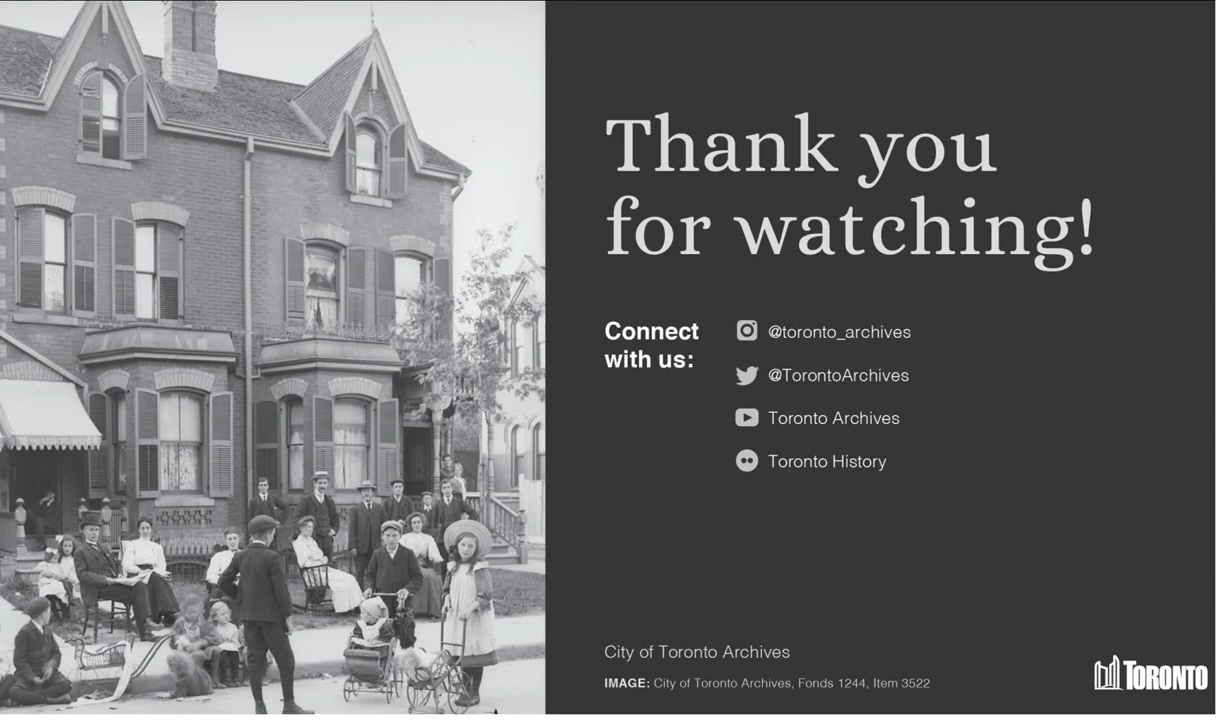 Thank you
for watching!
Connect
with us:
@toronto_archives
@TorontoArchives
Toronto Archives
Toronto History
City of Toronto Archives
IMAGE: City of Toronto Archives, Fonds 1244, Item 3522
TORONTO